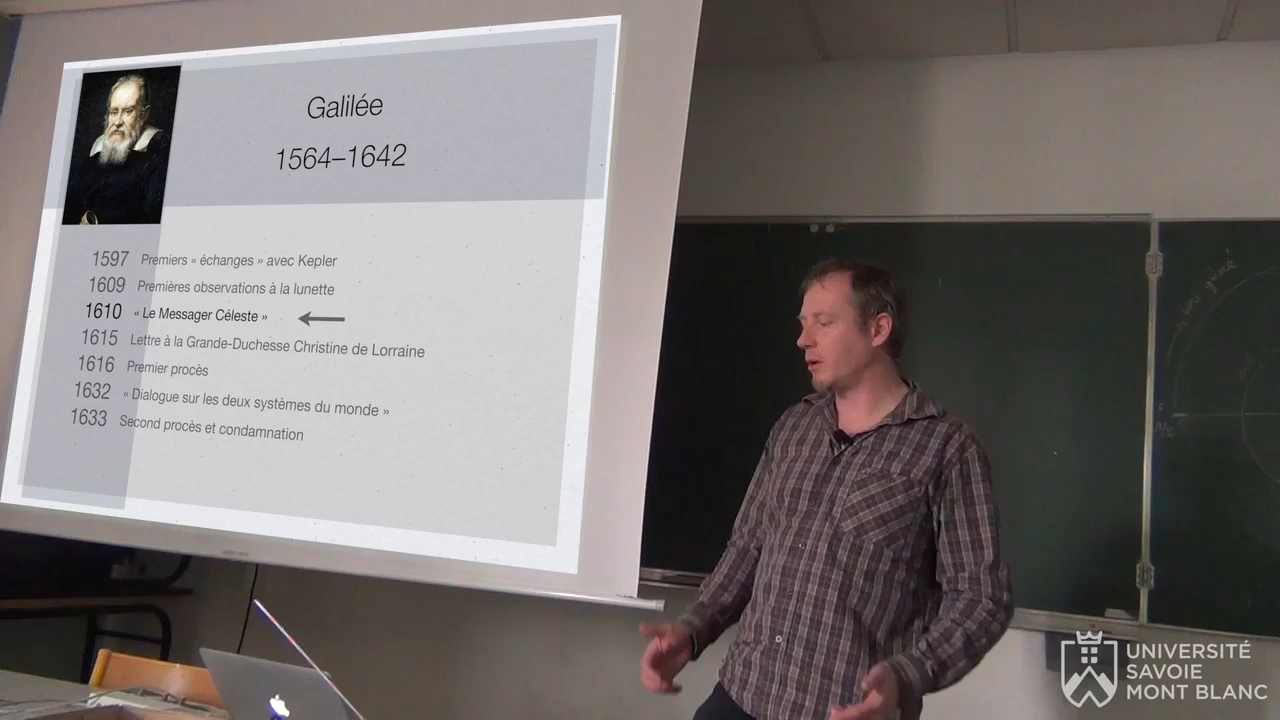 Galilée
1564–1642
1597 Premiers « échanges » avec Kepler
1609 Premières observations à la lunette
1610 « Le Messager Céleste »
1615 Lettre à la Grande-Duchesse Christine de Lorraine
1616 Premier procès
1632 « Dialogue sur les deux systèmes du monde »
1633 Second procès et condamnation
UNIVERSITÉ
SAVOIE
MONT BLANC